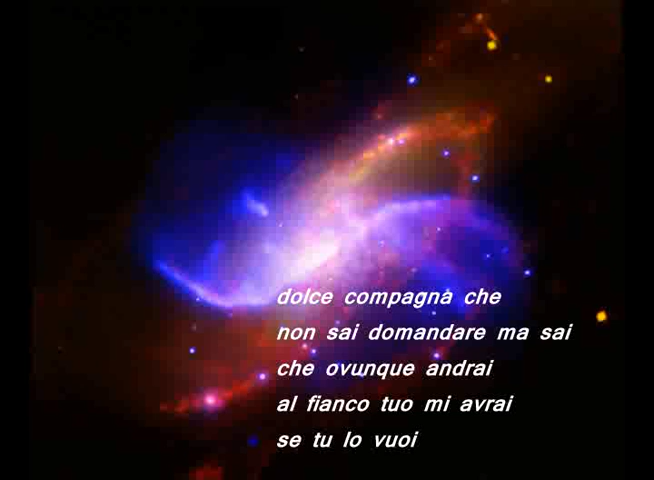 dolce compagna che
non sai domandare ma sai
che ovunque andrai
al fianco tuo mi avrai
se tu lo vuoi